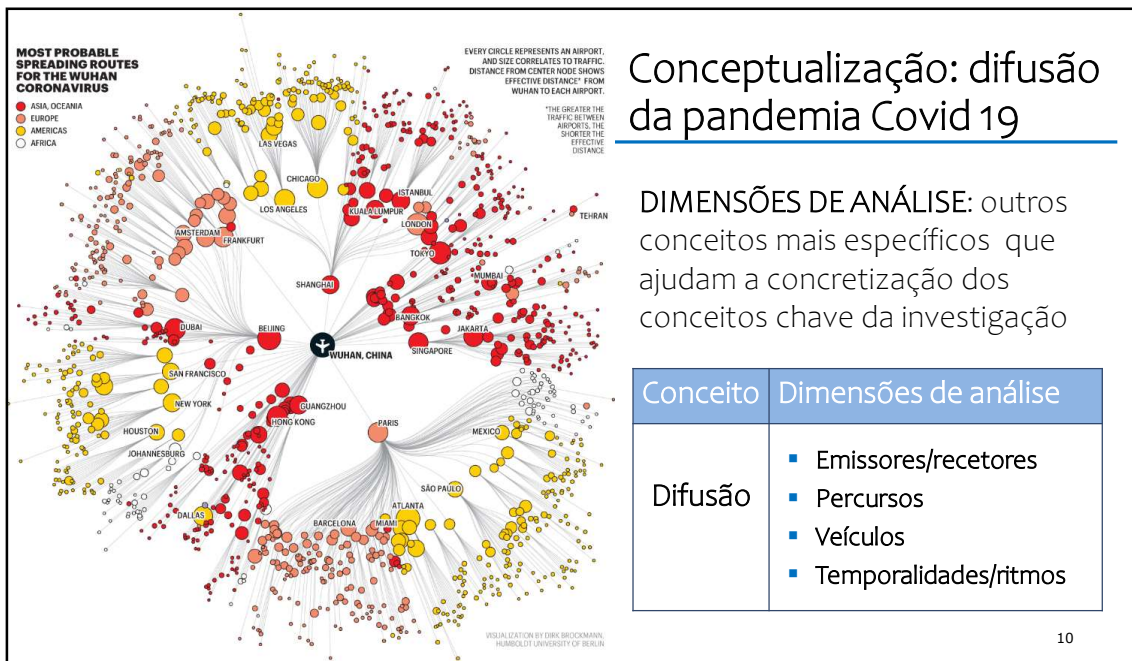 MOST PROBABLE
SPREADING ROUTES
FOR THE WUHAN
CORONAVIRUS
ASIA, OCEANIA
EUROPE
AMERICAS
AFRICA
EVERY CIRCLE REPRESENTS AN AIRPORT,
AND SIZE CORRELATES TO TRAFFIC.
DISTANCE FROM CENTER NODE SHOWS
EFFECTIVE DISTANCE* FROM
WUHAN TO EACH AIRPORT.
*THE GREATER THE
TRAFFIC BETWEEN
AIRPORTS, THE
SHORTER THE
EFFECTIVE
DISTANCE
LAS VEGAS
CHICAGO
LOS ANGELES
ISTANBUL
KUALA LUMPUR
LONDON
TEHRAN
AMSTERDAM
FRANKFURT
TOKYO
MUMBAI
SHANGHAI
BANGKOK
DUBAI
BEIJING
JAKARTA
WUHAN, CHINA
SINGAPORE
SAN FRANCISCO
NEW YORK
GUANGZHOU
HONG KONG
PARIS
HOUSTON
MEXICO
JOHANNESBURG
SÃO PAULO
ATLANTA
DALLAS
BARCELONA
MIAMI
VISUALIZATION BY DIRK BROCKMANN,
HUMBOLDT UNIVERSITY OF BERLIN
Conceptualização: difusão
da pandemia Covid 19
DIMENSÕES DE ANÁLISE: outros
conceitos mais específicos que
ajudam a concretização dos
conceitos chave da investigação
Conceito Dimensões de análise
Difusão
Emissores/recetores
Percursos
Veículos
Temporalidades/ritmos
10